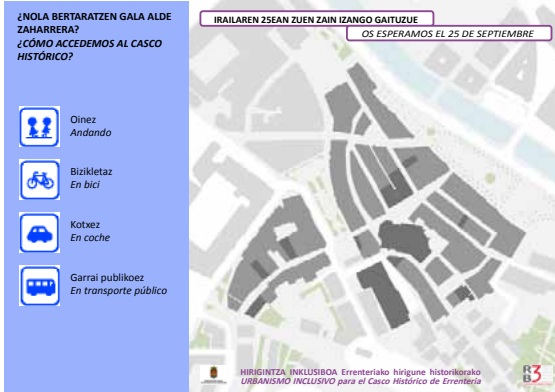 ¿NOLA BERTARATZEN GALA ALDE
ZAHARRERA?
¿CÓMO ACCEDEMOS AL CASCO
HISTÓRICO?
Oinez
Andando
Bizikletaz
En bici
Kotxez
En coche
Garrai publikoez
En transporte público
IRAILAREN 25EAN ZUEN ZAIN IZANGO GAITUZUE
OS ESPERAMOS EL 25 DE SEPTIEMBRE
HIRIGINTZA INKLUSIBOA Errenteriako hirigune historikorako
URBANISMO INCLUSIVO para el Casco Histórico de Errenteria